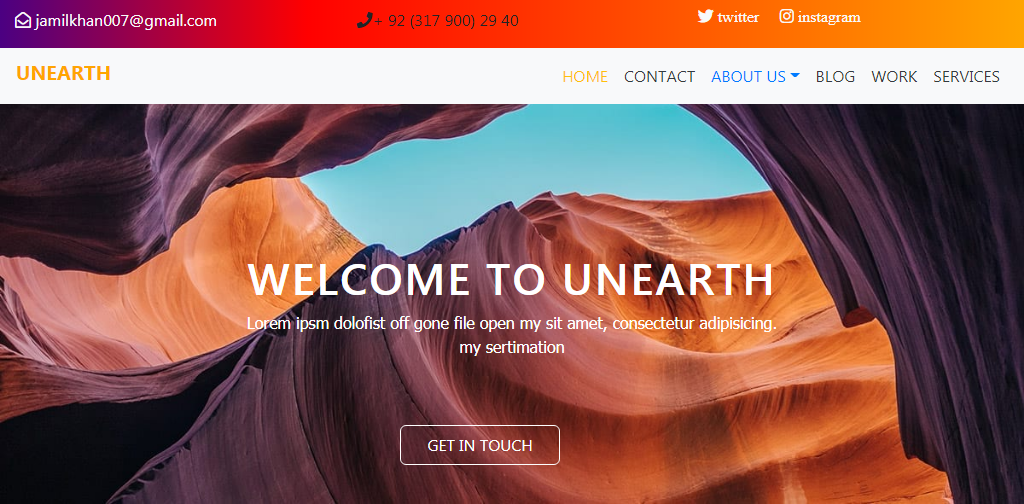 jamilkhan007@gmail.com
+ 92 (317 900) 29 40
twitter
instagram
UNEARTH
HOME CONTACT ABOUT US BLOG WORK SERVICES
WELCOME TO UNEARTH
Lorem ipsm dolofist off gone file open my sit amet, consectetur adipisicing.
my sertimation
GET IN TOUCH